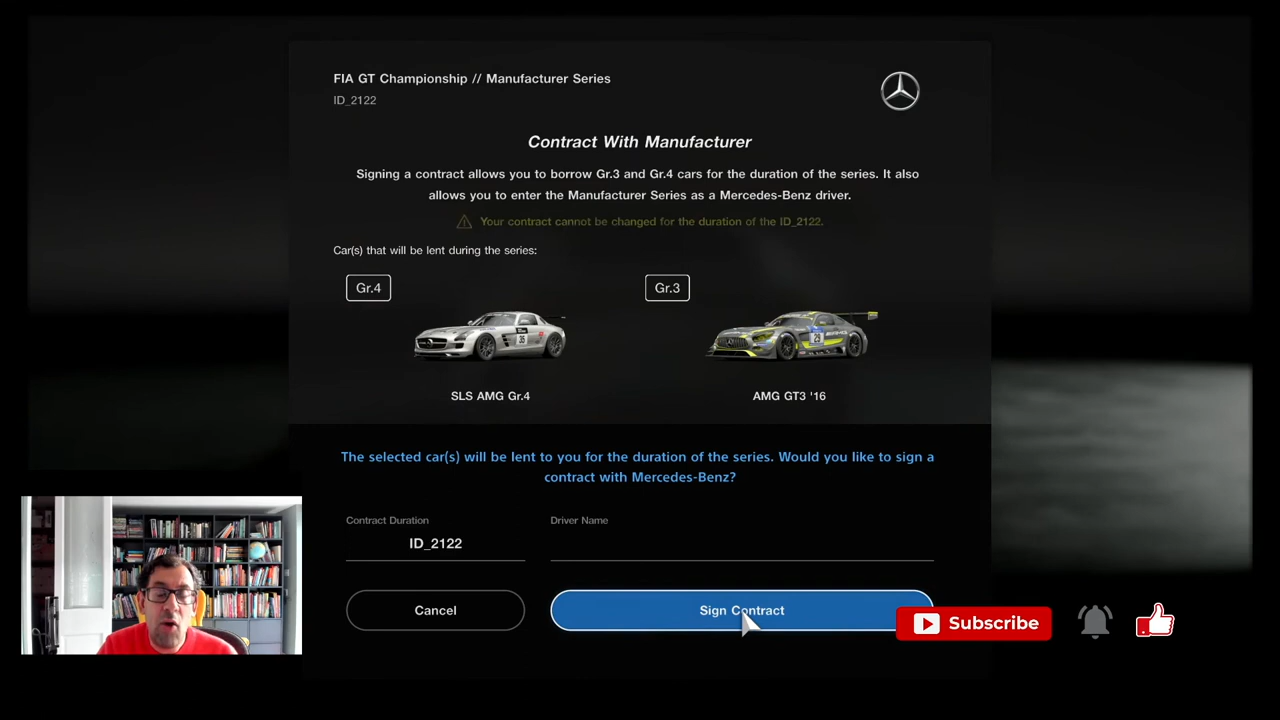 FIA GT Championship // Manufacturer Series
ID_2122
Contract With Manufacturer
Signing a contract allows you to borrow Gr.3 and Gr.4 cars for the duration of the series. It also
allows you to enter the Manufacturer Series as a Mercedes-Benz driver.
Your contract cannot be changed for the duration of the ID_2122.
Car(s) that will be lent during the series:
Gr.4
Gr.3
35
29
SLS AMG Gr.4
AMG GT3 '16
The selected car(s) will be lent to you for the duration of the series. Would you like to sign a
contract with Mercedes-Benz?
Contract Duration
Driver Name
ID_2122
Cancel
Sign Contract
Subscribe